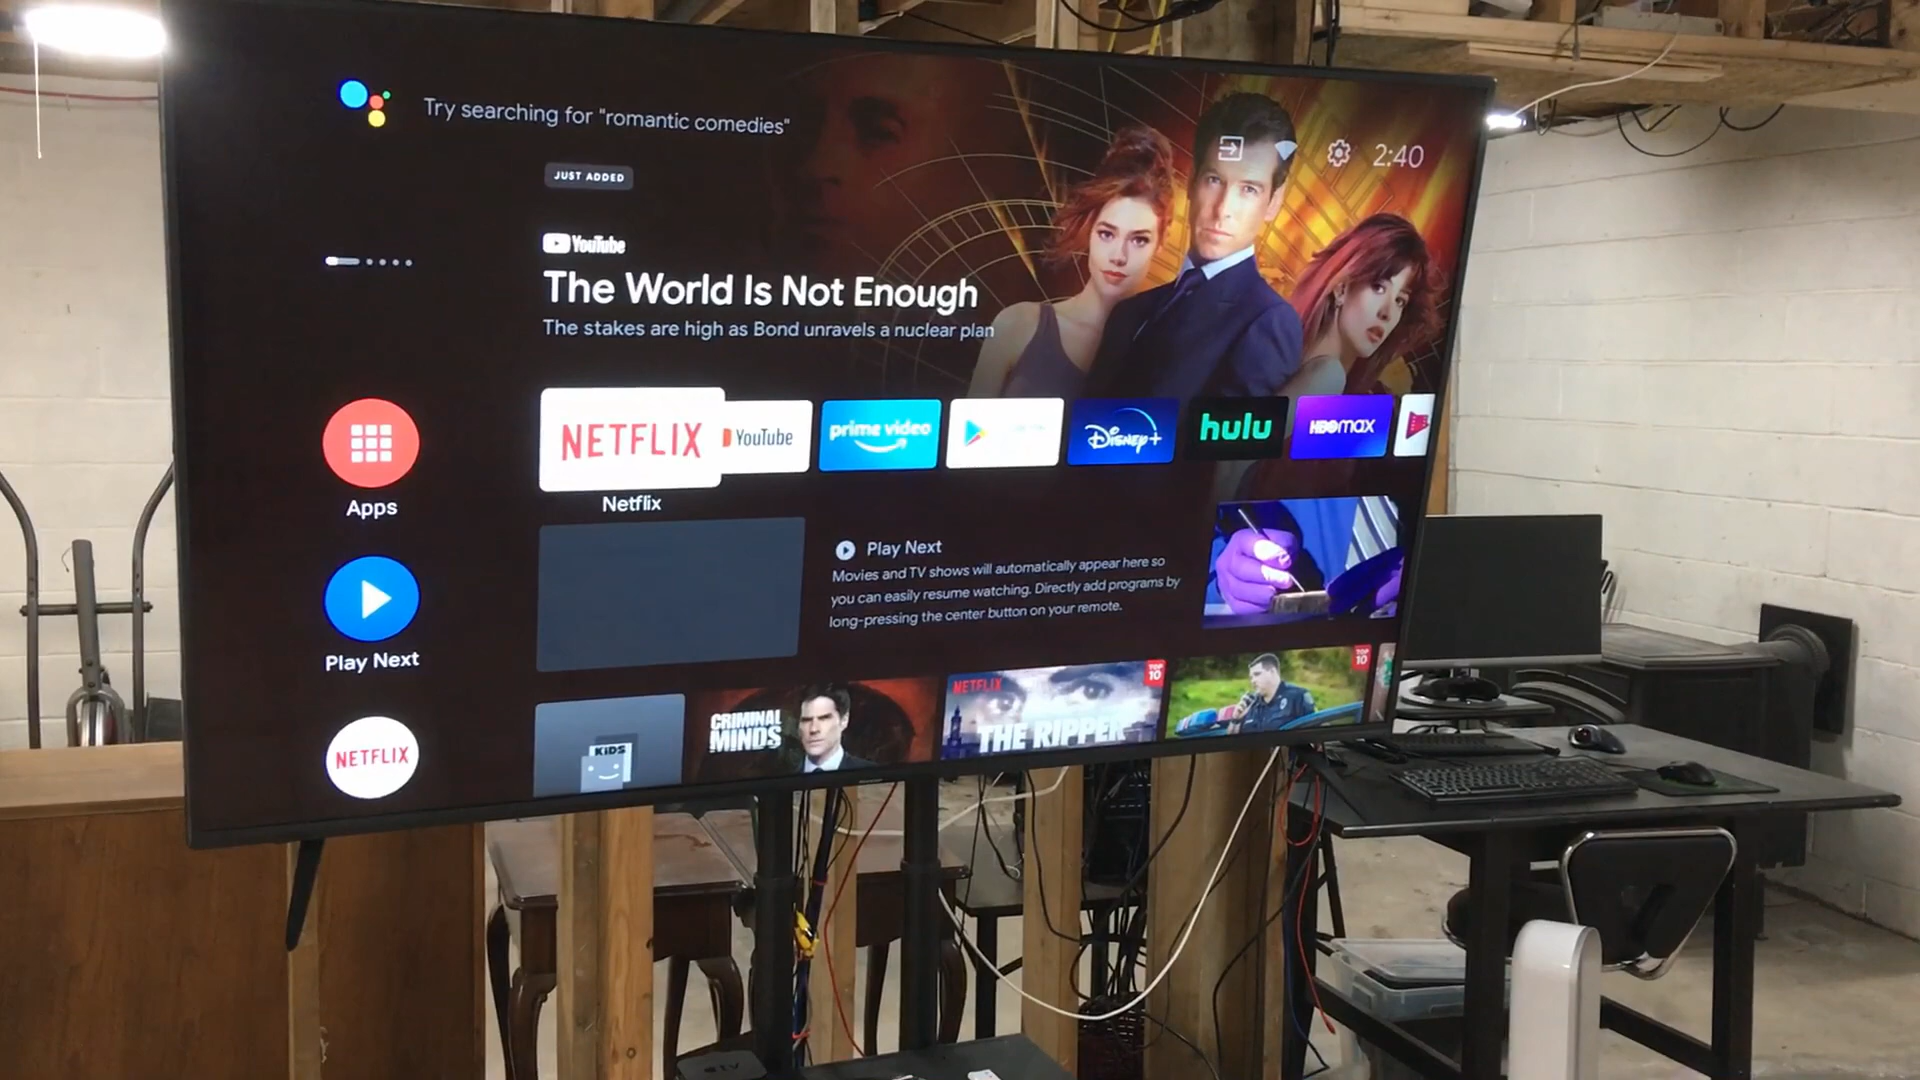 Try searching for "romantic comedies"
2:40
JUST ADDED
YouTube
The World Is Not Enough
The stakes are high as Bond unravels a nuclear plan
NETFLIX
YouTube
prime video
Disney+
hulu
HBOmax
Apps
Netflix
Play Next
Movies and TV shows will automatically appear here so
you can easily resume watching. Directly add programs by
long-pressing the center button on your remote.
Play Next
NETFLIX
KIDS
CRIMINAL
MINDS
NETFLIX
TOP
10
THE RIPPER
TOP
10
tv